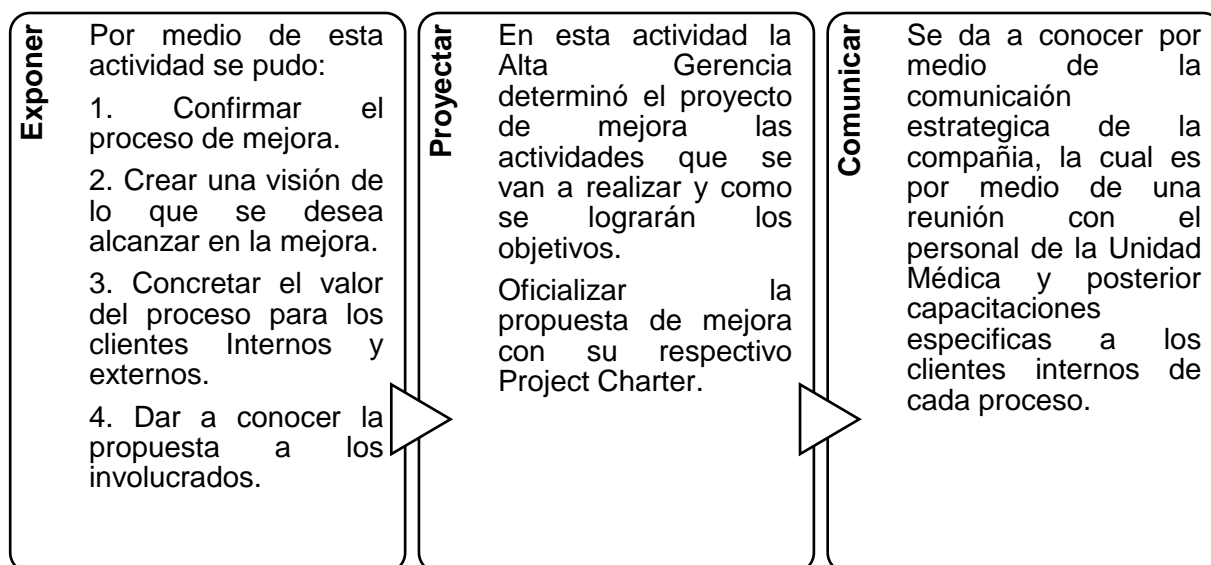 Exponer
Por medio de esta
actividad se pudo:
1. Confirmar el
proceso de mejora.
2. Crear una visión de
lo que se desea
alcanzar en la mejora.
3. Concretar el valor
del proceso para los
clientes Internos y
externos.
4. Dar a conocer la
propuesta a los
involucrados.
Proyectar
En esta actividad la
Alta Gerencia
determinó el proyecto
de mejora las
actividades que se
van a realizar y como
se lograrán los
objetivos.
Oficializar la
propuesta de mejora
con su respectivo
Project Charter.
Comunicar
Se da a conocer por
medio de la
comunicaión
estrategica de la
compañia, la cual es
por medio de una
reunión con el
personal de la Unidad
Médica y posterior
capacitaciones
especificas a los
clientes internos de
cada proceso.